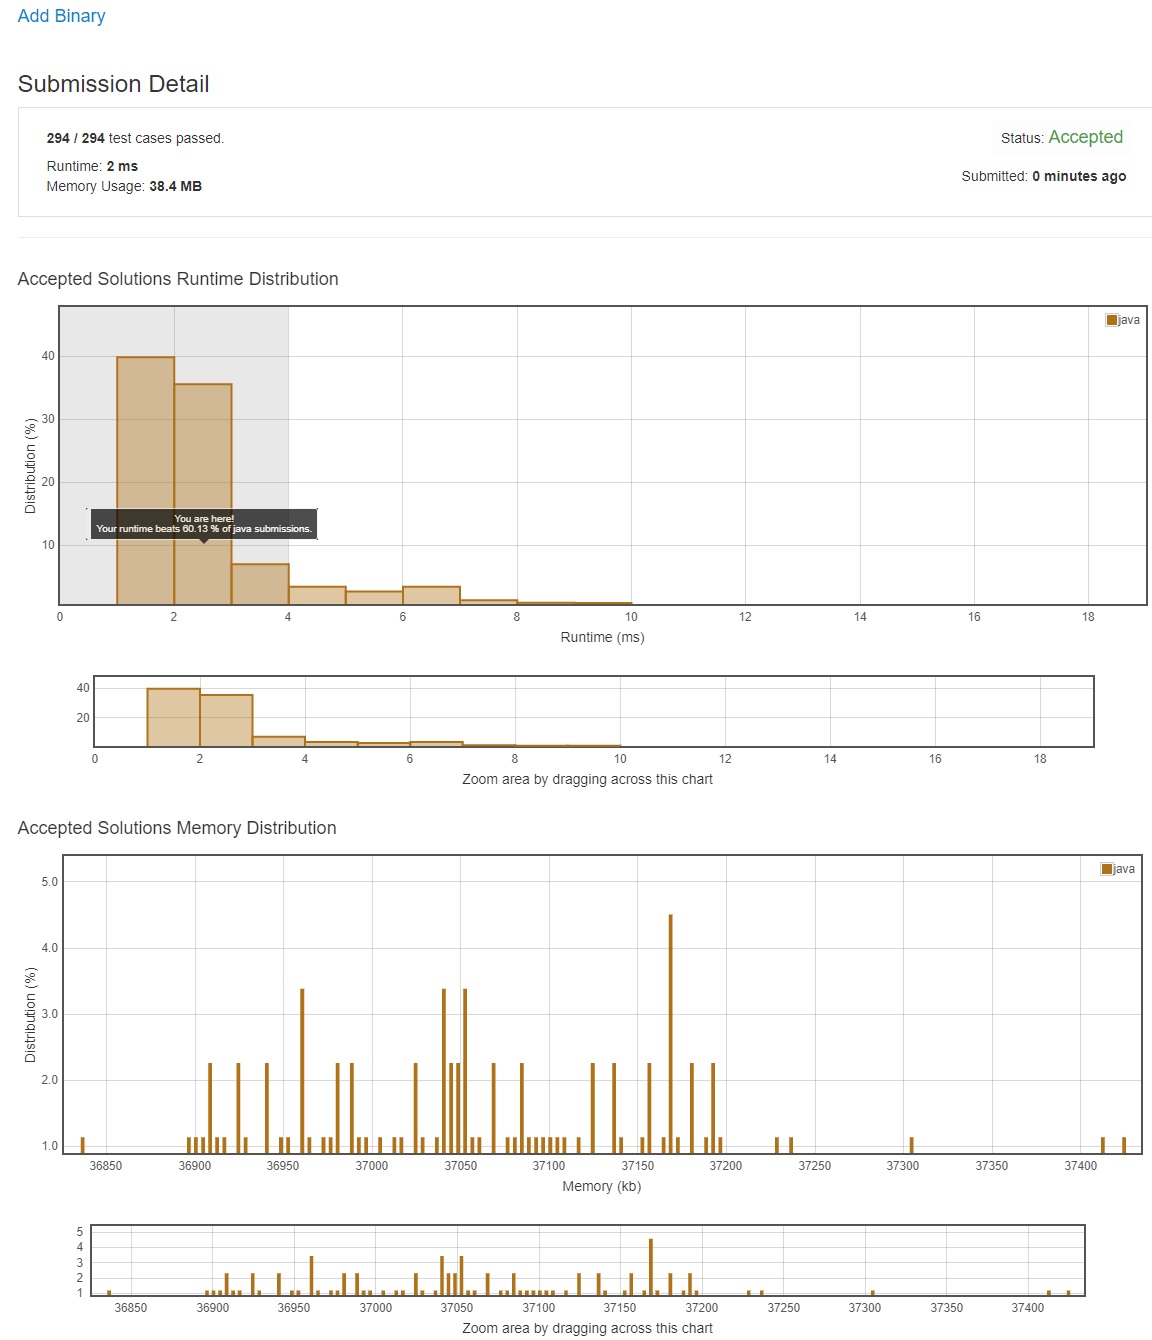 Add Binary
Submission Detail
294 / 294 test cases passed.
Status: Accepted
Runtime: 2 ms
Submitted: 0 minutes ago
Memory Usage: 38.4 MB
Accepted Solutions Runtime Distribution
java
40
30
20
10
Distribution (%)
You are here!
Your runtime beats 60.13 % of java submissions.
0 2 4 6 8 10 12 14 16 18
Runtime (ms)
40
20
0 2 4 6 8 10 12 14 16 18
Zoom area by dragging across this chart
Accepted Solutions Memory Distribution
java
5.0
4.0
3.0
2.0
1.0
Distribution (%)
36850 36900 36950 37000 37050 37100 37150 37200 37250 37300 37350 37400
Memory (kb)
5
4
3
2
1
36850 36900 36950 37000 37050 37100 37150 37200 37250 37300 37350 37400
Zoom area by dragging across this chart